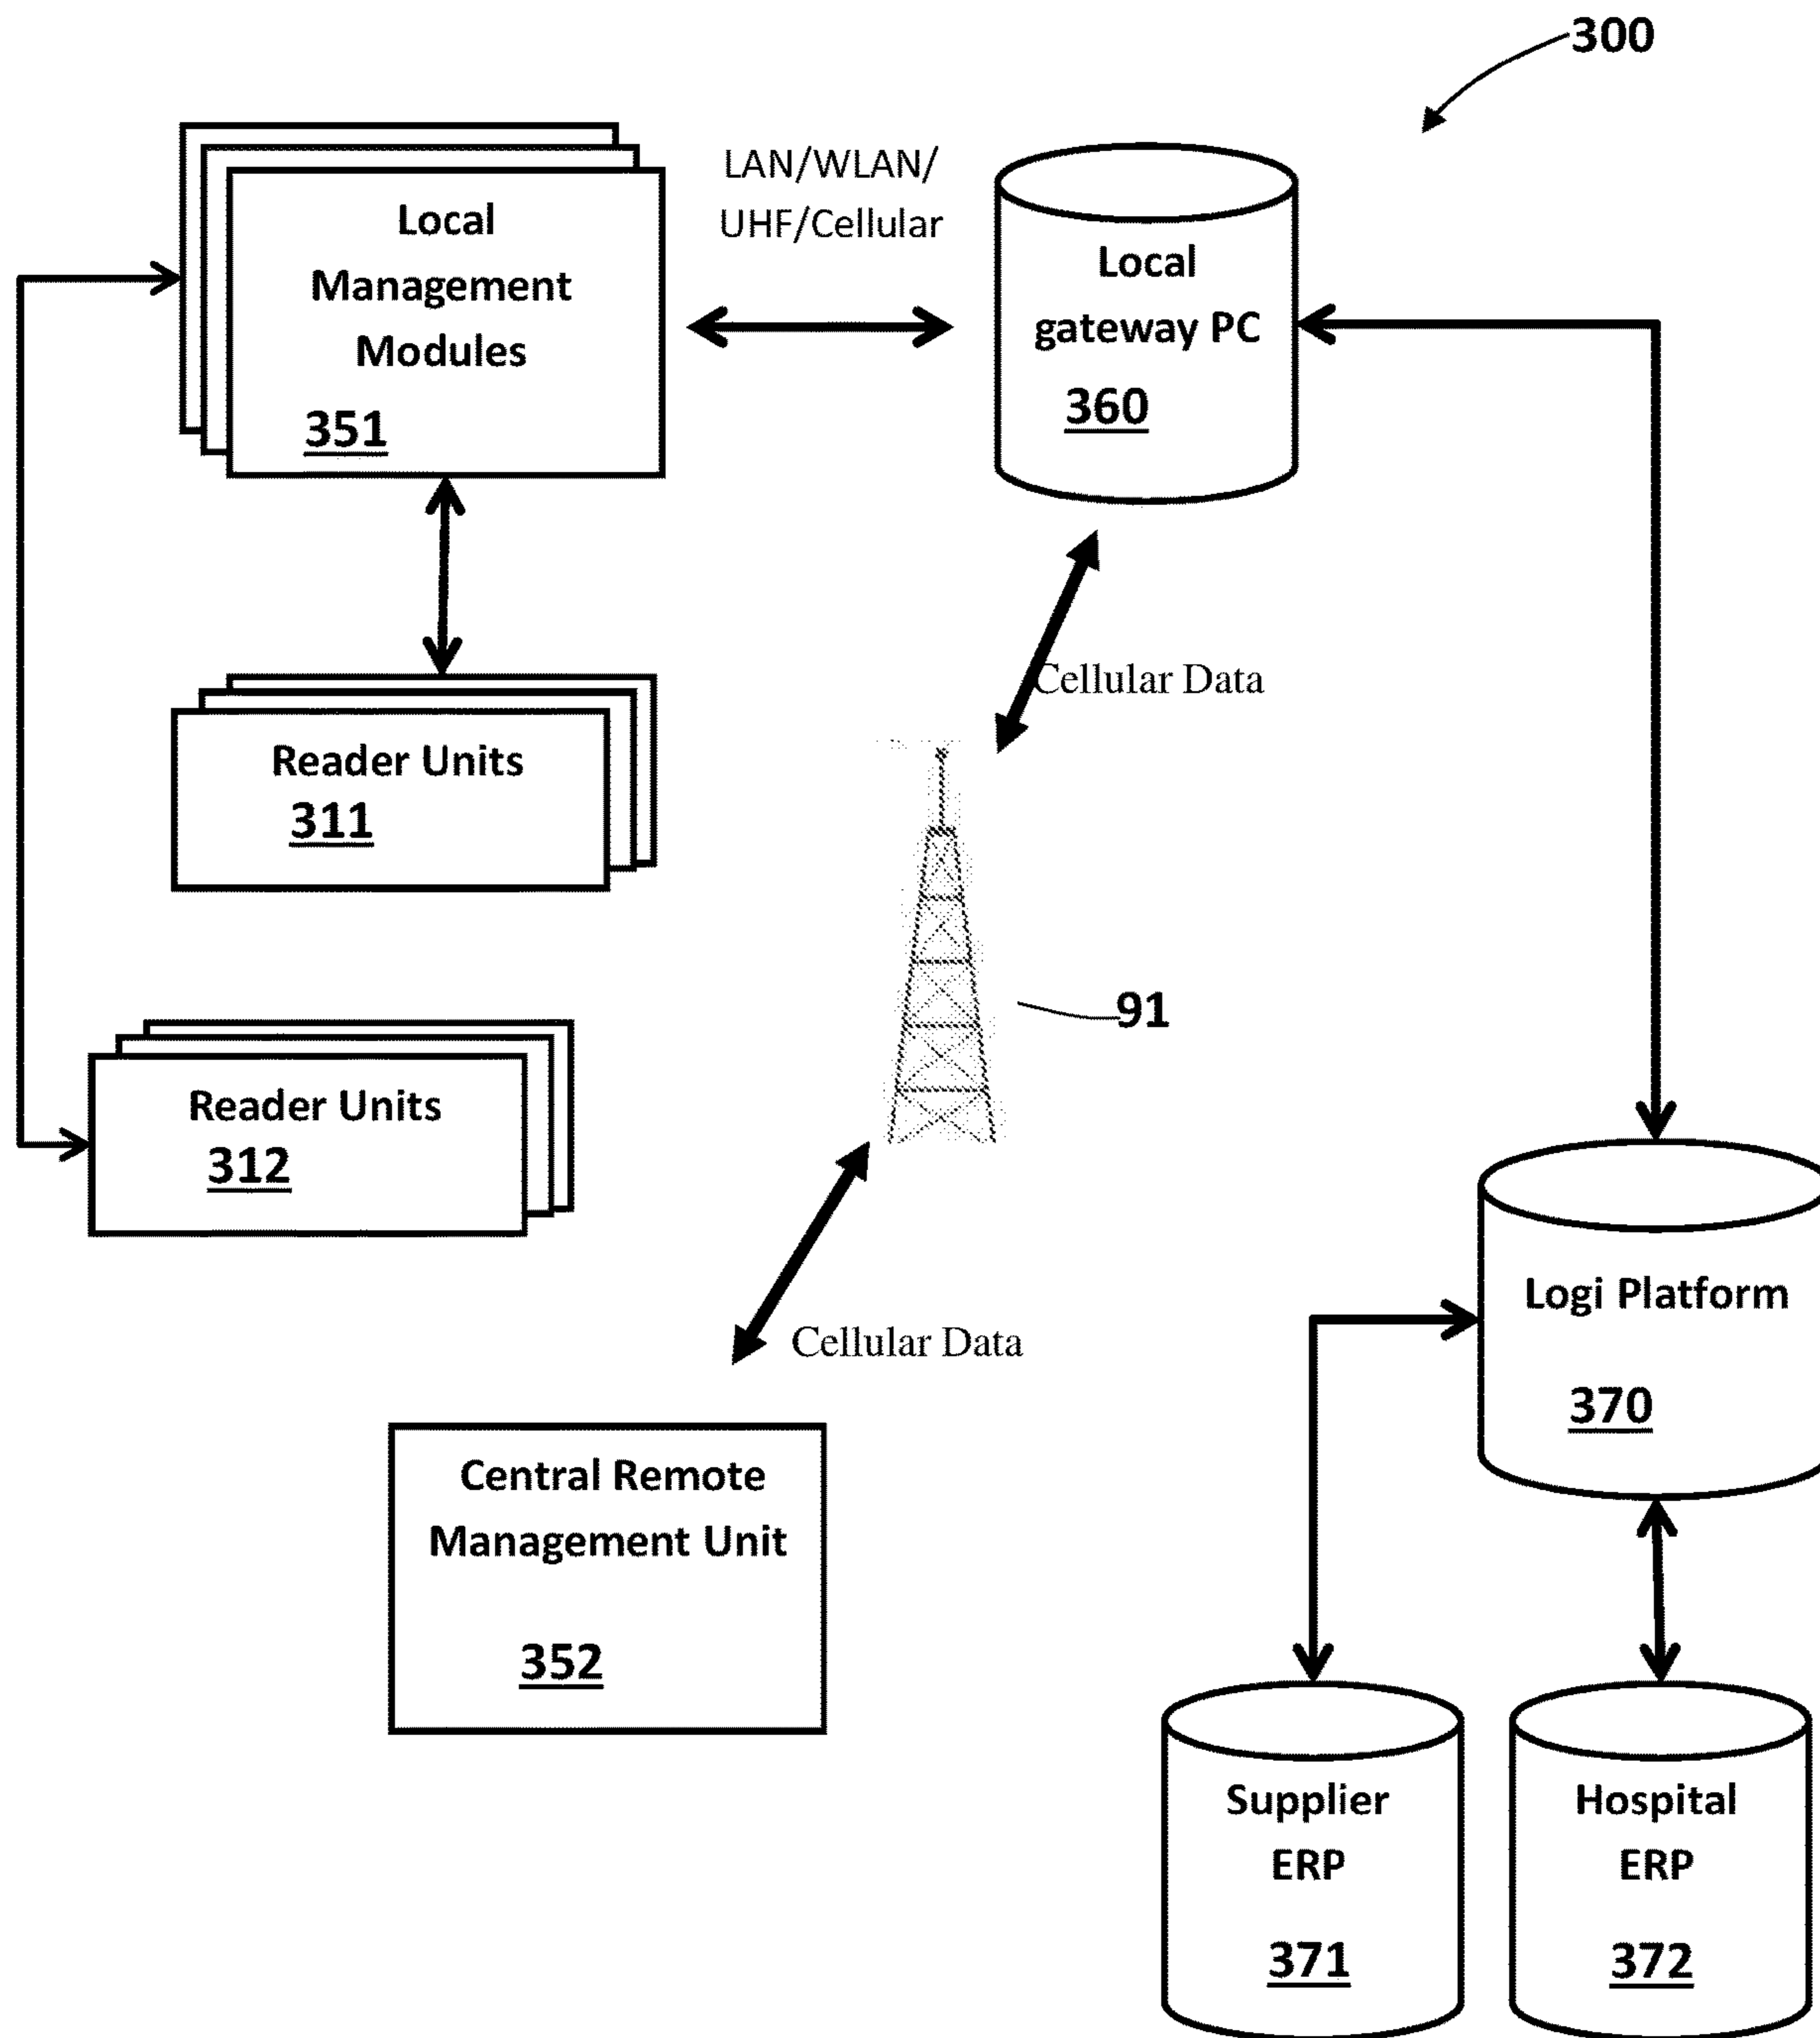 300
LAN/WLAN/
UHF/Cellular
Local
Management
Modules
351
Local
gateway PC
360
Cellular Data
Reader Units
311
91
Reader Units
312
Cellular Data
Logi Platform
370
Central Remote
Management Unit
352
Supplier
ERP
371
Hospital
ERP
372